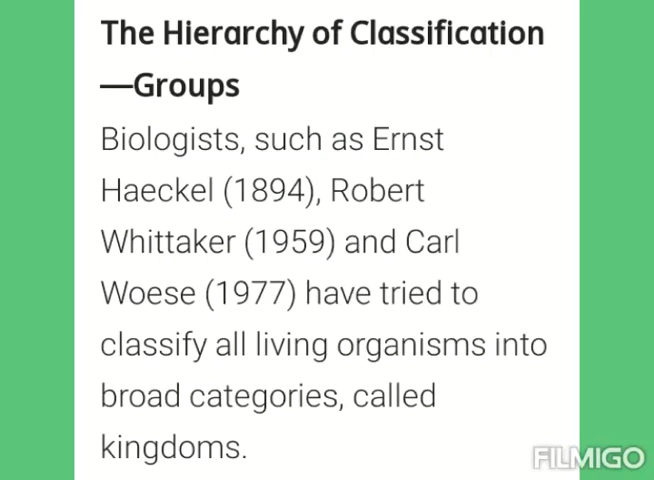 The Hierarchy of Classification
—Groups
Biologists, such as Ernst
Haeckel (1894), Robert
Whittaker (1959) and Carl
Woese (1977) have tried to
classify all living organisms into
broad categories, called
kingdoms.
FILMIGO